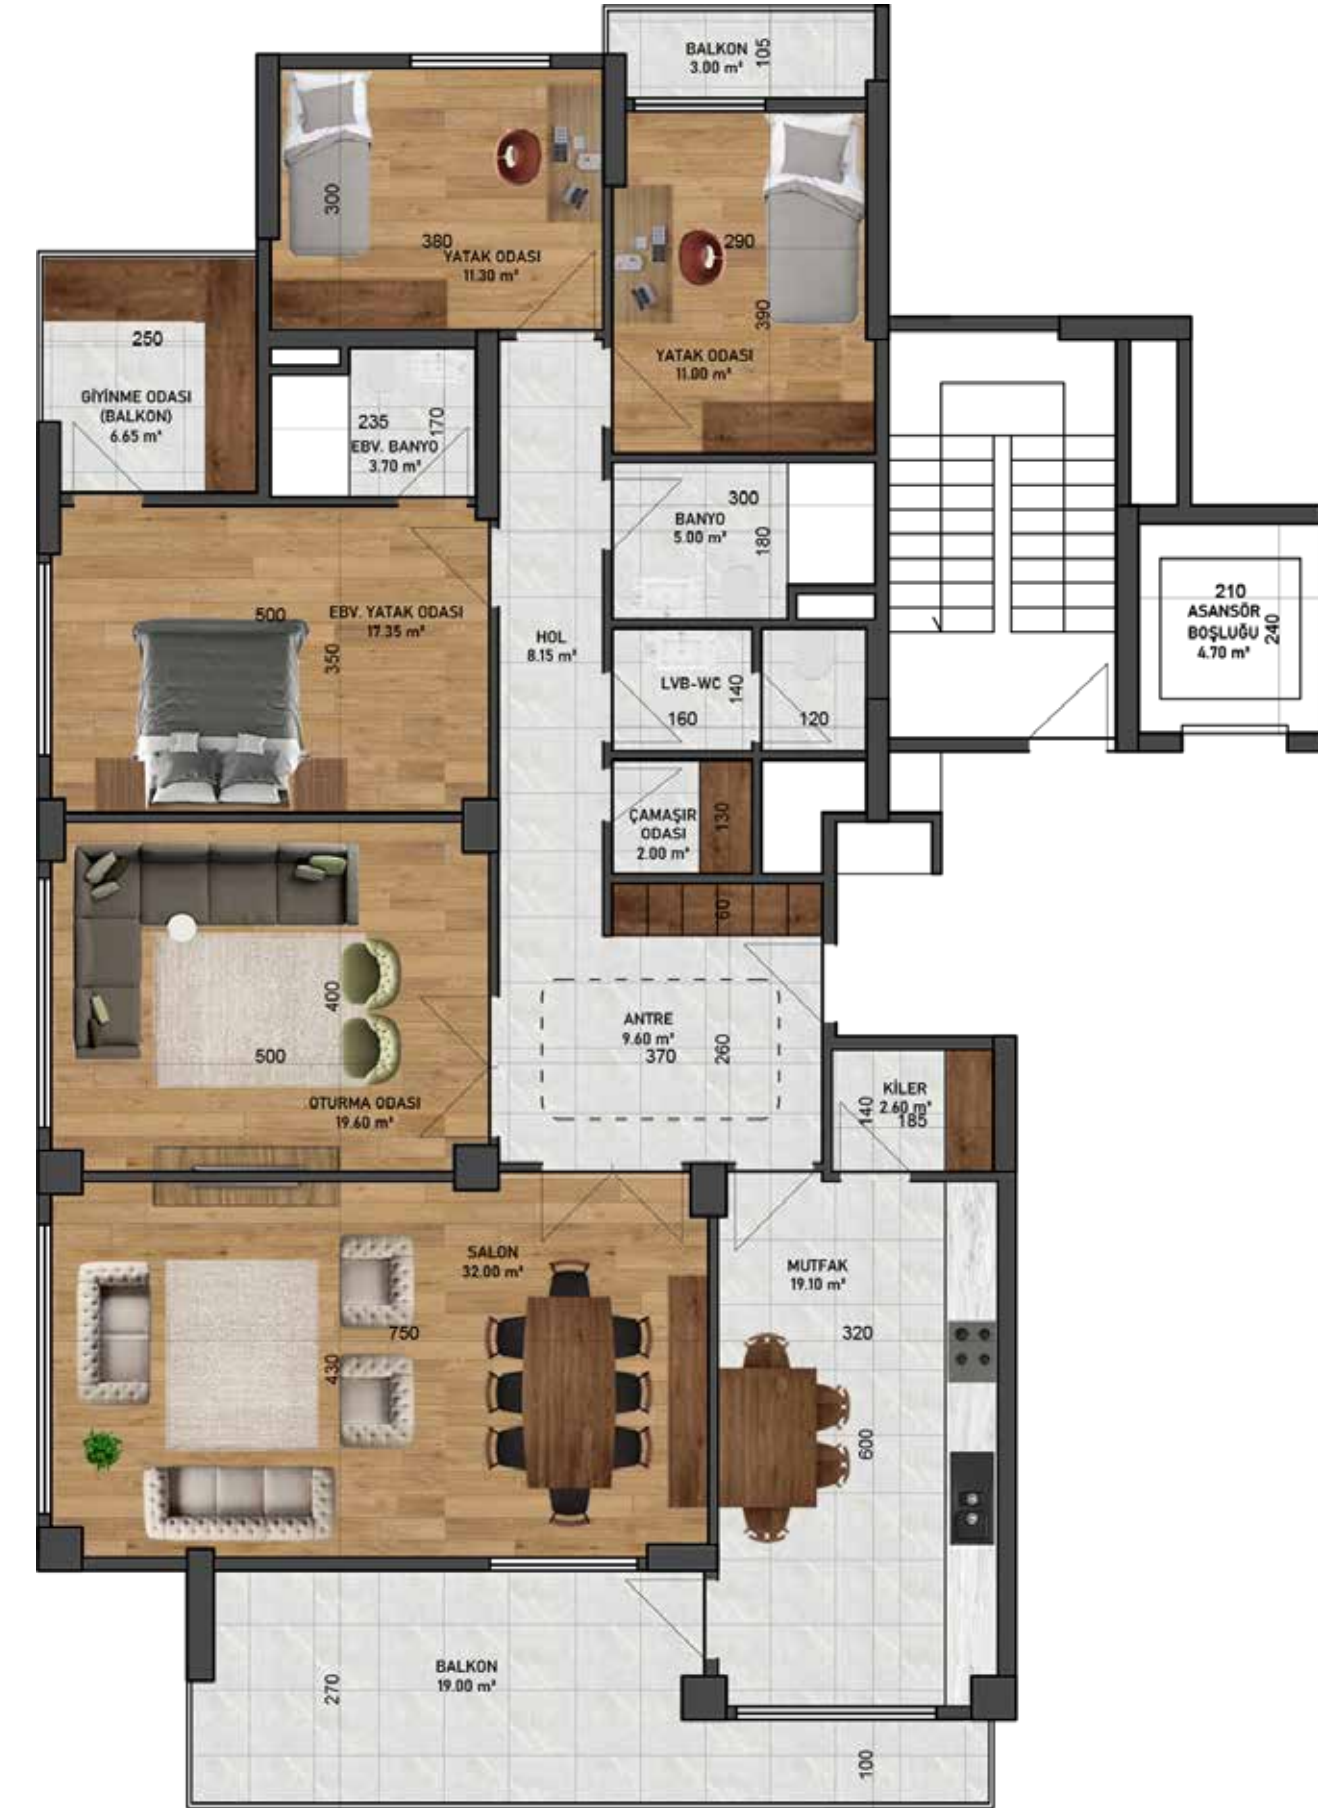 BALKON
3.00 m²
105
300
380
YATAK ODASI
11.30 m²
290
390
YATAK ODASI
11.00 m²
250
GİYİNME ODASI
(BALKON)
6.65 m²
235
170
EBV. BANYO
3.70 m²
300
BANYO
5.00 m²
180
500
EBV. YATAK ODASI
17.35 m²
350
HOL
8.15 m²
LVB-WC
140
160
120
210
ASANSÖR
BOŞLUĞU
4.70 m²
240
ÇAMAŞIR
ODASI
2.00 m²
130
60
400
500
OTURMA ODASI
19.60 m²
ANTRE
9.60 m²
370
260
KİLER
2.60 m²
140
185
SALON
32.00 m²
750
430
MUTFAK
19.10 m²
320
600
BALKON
19.00 m²
270
100